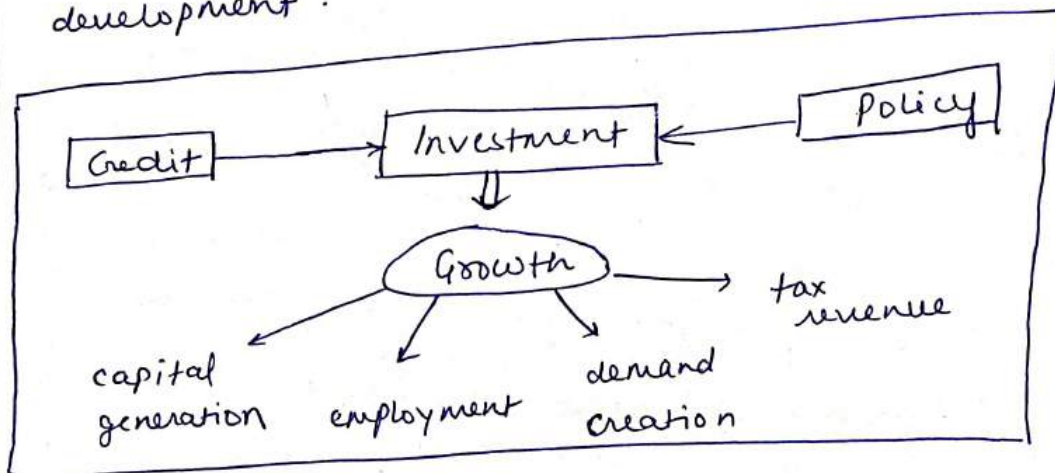 development.
Credit
Investment
Policy
Growth
tax
revenue
capital
generation
employment
demand
creation